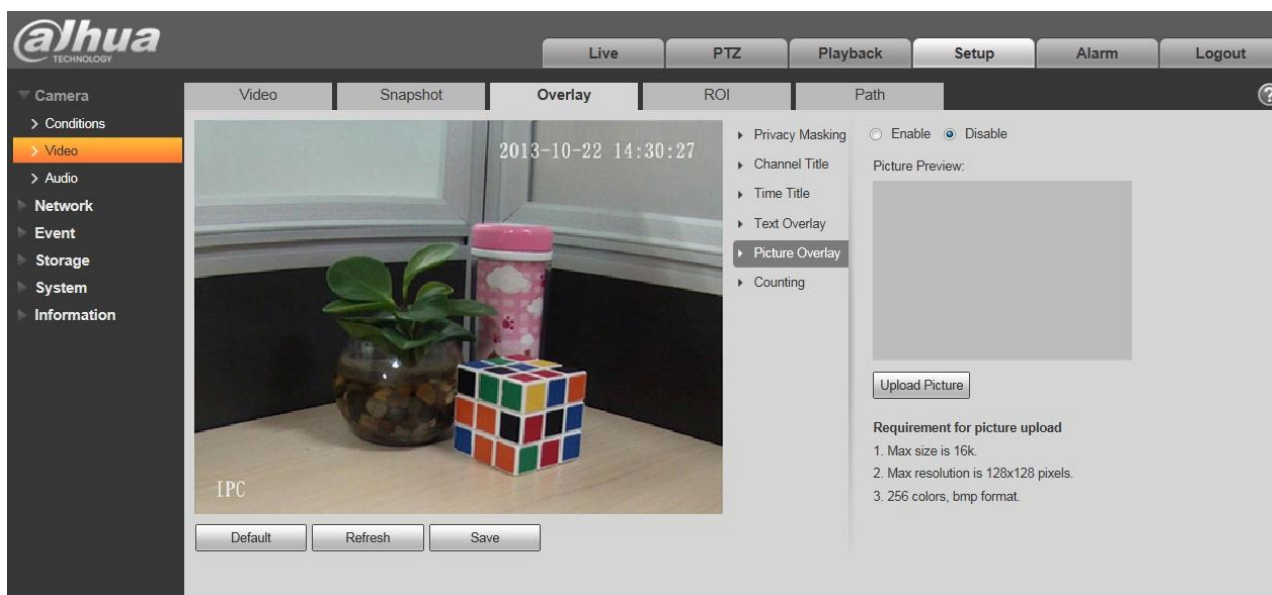 alhua
TECHNOLOGY
Live
PTZ
Playback
Setup
Alarm
Logout
Camera
Conditions
Video
Audio
Network
Event
Storage
System
Information
Video
Snapshot
Overlay
ROI
Path
?
2013-10-22 14:30:27
IPC
Default
Refresh
Save
Privacy Masking
Channel Title
Time Title
Text Overlay
Picture Overlay
Counting
Enable
Disable
Picture Preview:
Upload Picture
Requirement for picture upload
1. Max size is 16k.
2. Max resolution is 128x128 pixels.
3. 256 colors, bmp format.